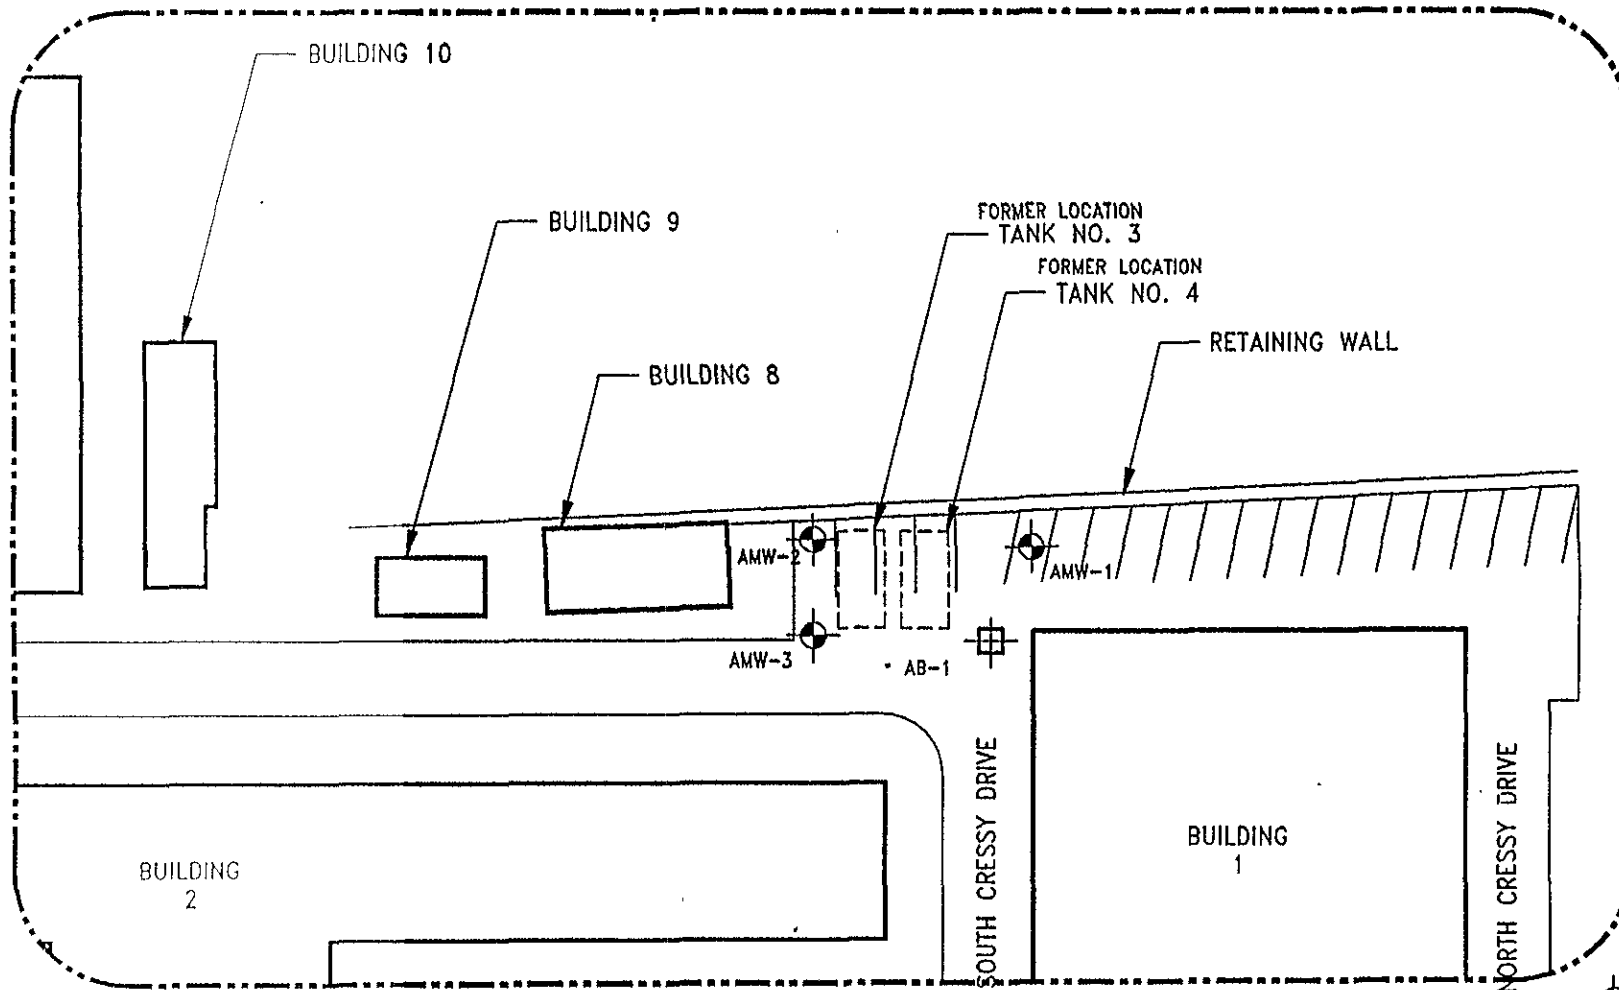 BUILDING 10
BUILDING 9
FORMER LOCATION
TANK NO. 3
FORMER LOCATION
TANK NO. 4
RETAINING WALL
BUILDING 8
AMW-2
AMW-1
AMW-3
AB-1
SOUTH CRESSY DRIVE
NORTH CRESSY DRIVE
BUILDING
1
BUILDING
2